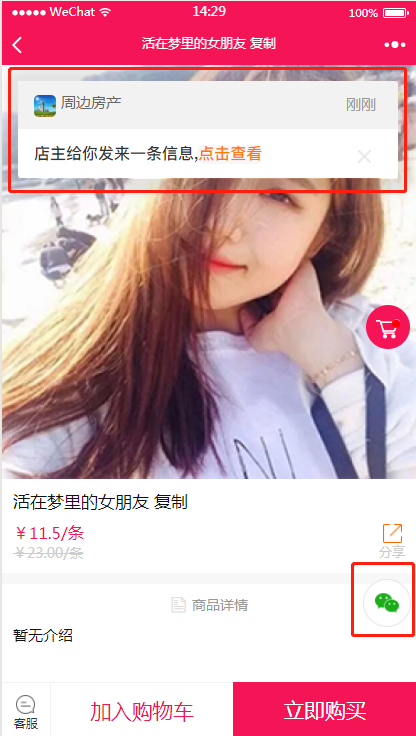 WeChat 14:29 100%
活在梦里的女朋友 复制
周边房产 刚刚
店主给你发来一条信息,点击查看
活在梦里的女朋友 复制
￥11.5/条
￥23.00/条 分享
商品详情
暂无介绍
客服 加入购物车 立即购买